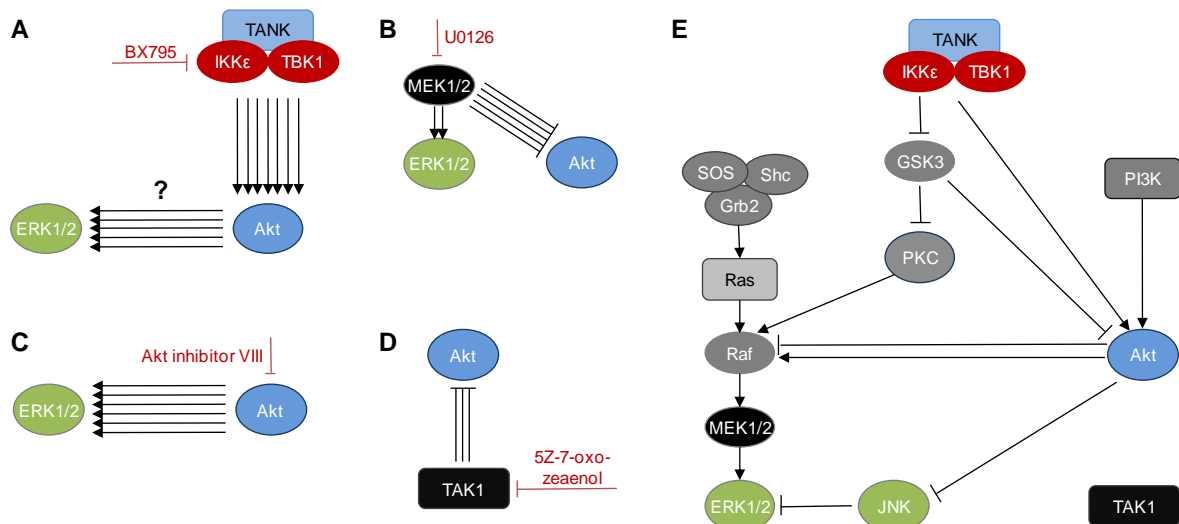 A
TANK
BX795
IKKε
TBK1
?
ERK1/2
Akt
B
U0126
MEK1/2
ERK1/2
Akt
C
Akt inhibitor VIII
ERK1/2
Akt
D
Akt
5Z-7-oxo-
zeaenol
TAK1
E
TANK
IKKε
TBK1
GSK3
SOS
Shc
PI3K
Grb2
PKC
Ras
Raf
Akt
MEK1/2
ERK1/2
JNK
TAK1